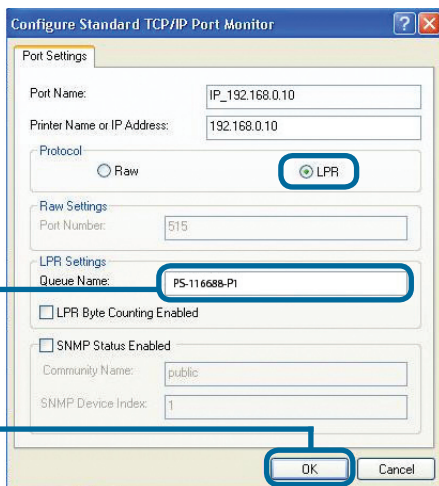 Configure Standard TCP/IP Port Monitor
Port Settings
Port Name: IP_192.168.0.10
Printer Name or IP Address: 192.168.0.10
Protocol
Raw LPR
Raw Settings
Port Number: 515
LPR Settings
Queue Name: PS-116688-P1
LPR Byte Counting Enabled
SNMP Status Enabled
Community Name: public
SNMP Device Index: 1
OK Cancel